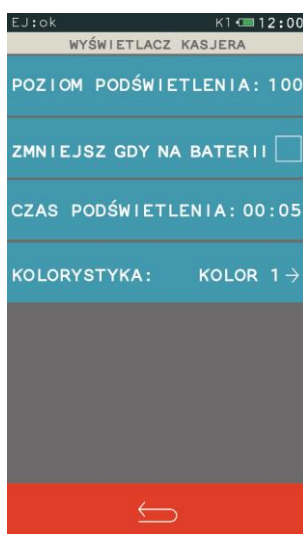 EJ:ok K1 12:00
WYŚWIETLACZ KASJERA
POZIOM PODŚWIETLENIA: 100
ZMNIEJSZ GDY NA BATERII
CZAS PODŚWIETLENIA: 00:05
KOLORYSTYKA: KOLOR 1→